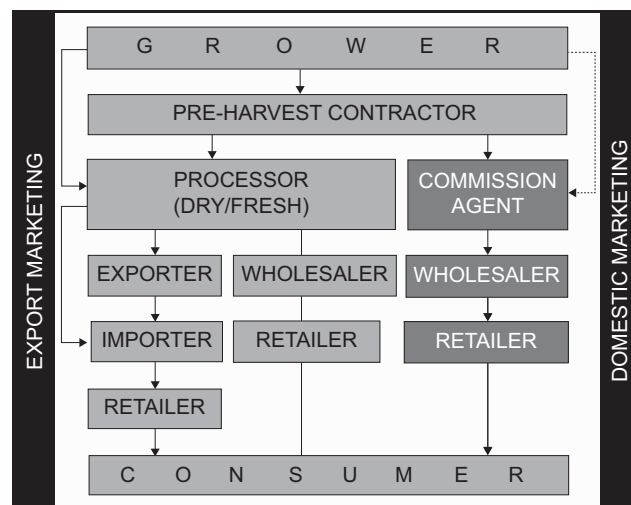 G R O W E R
PRE-HARVEST CONTRACTOR
PROCESSOR
(DRY/FRESH)
COMMISSION
AGENT
EXPORTER
WHOLESALER
WHOLESALER
IMPORTER
RETAILER
RETAILER
RETAILER
C O N S U M E R
EXPORT MARKETING
DOMESTIC MARKETING